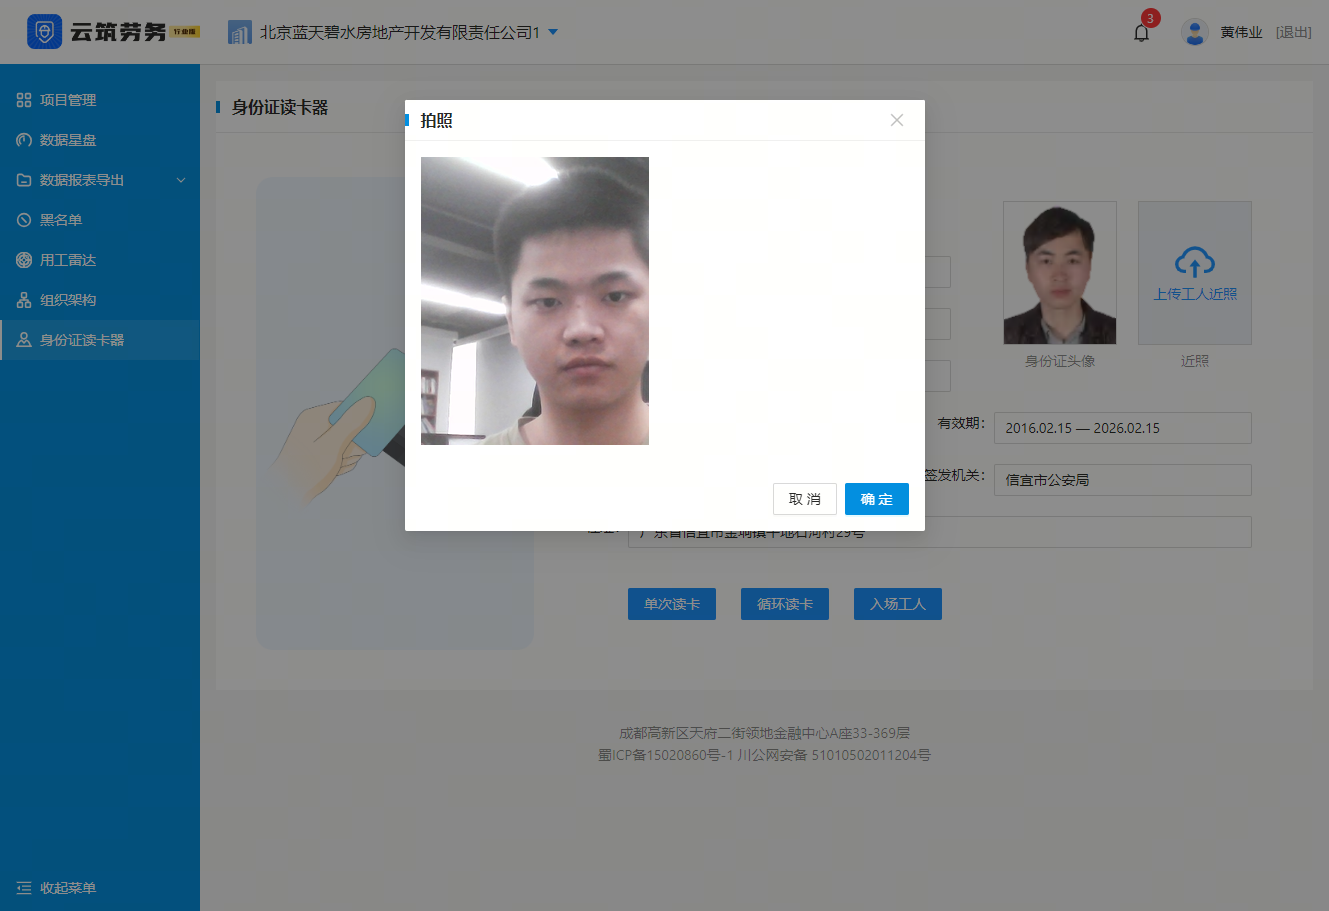 云筑劳务 行业版
北京蓝天碧水房地产开发有限责任公司1
3
黄伟业 [退出]
项目管理
数据星盘
数据报表导出
黑名单
用工雷达
组织架构
身份证读卡器
收起菜单
身份证读卡器
拍照
取 消
确 定
上传工人近照
身份证头像
近照
有效期:
2016.02.15 — 2026.02.15
签发机关:
信宜市公安局
单次读卡
循环读卡
入场工人
成都高新区天府二街领地金融中心A座33-369层
蜀ICP备15020860号-1 川公网安备 51010502011204号